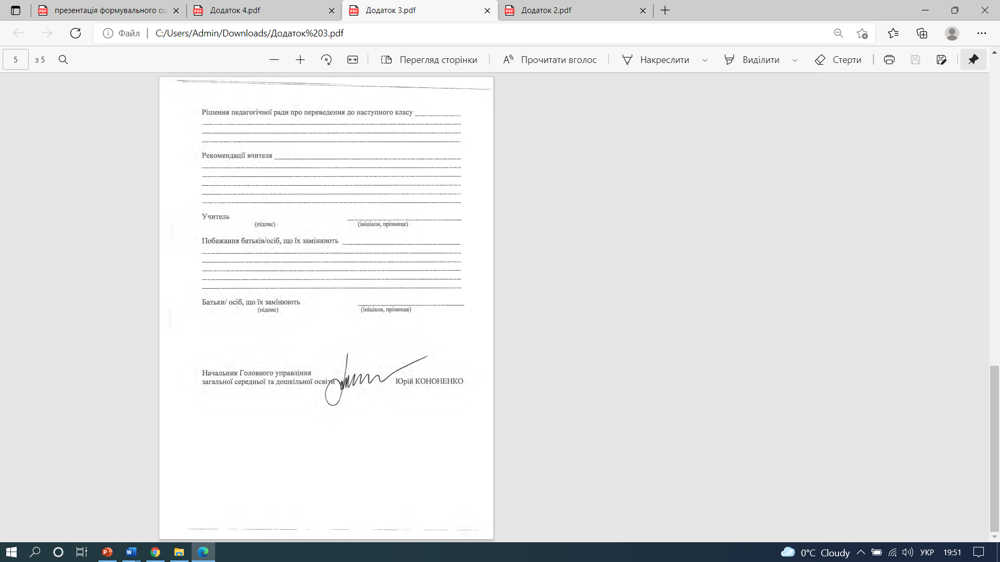 презентація формувального оц
Додаток 4.pdf
Додаток 3.pdf
Додаток 2.pdf
Файл
C:/Users/Admin/Downloads/Додаток%203.pdf
5 з 5
Перегляд сторінки
Прочитати вголос
Накреслити
Виділити
Стерти
Рішення педагогічної ради про переведення до наступного класу
Рекомендації вчителя
Учитель
(підпис) (ініціали, прізвище)
Побажання батьків/осіб, що їх замінюють
Батьки/ осіб, що їх замінюють
(підпис) (ініціали, прізвище)
Начальник Головного управління
загальної середньої та дошкільної освіти Юрій КОНОНЕНКО
0°C Cloudy УКР 19:51